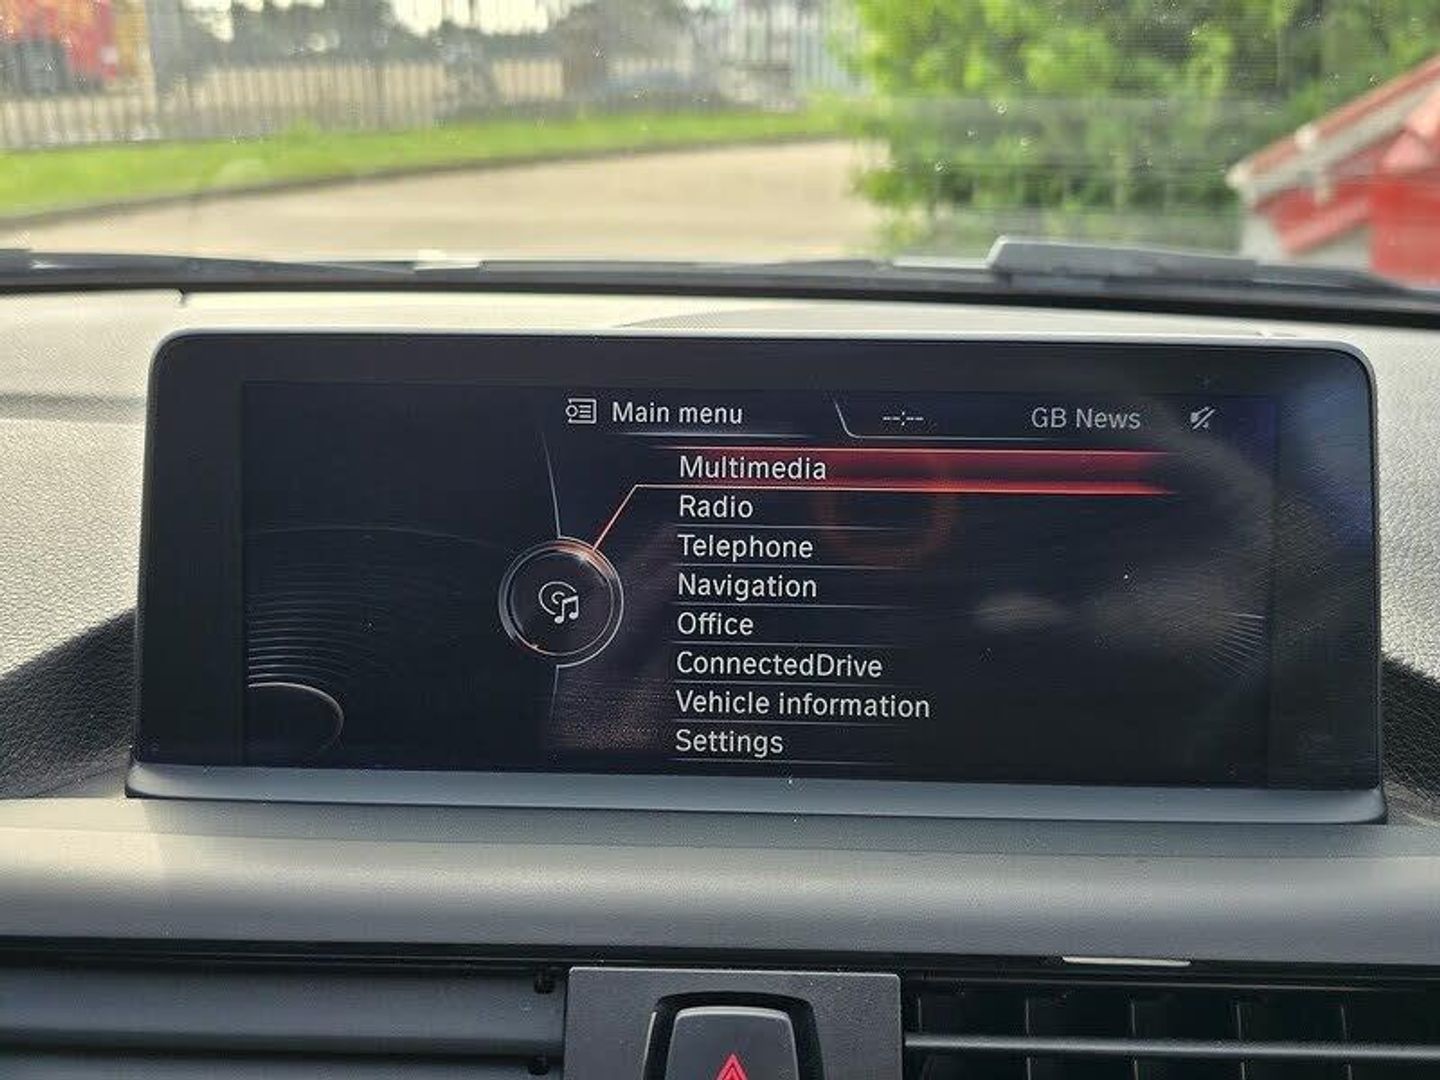 Main menu
--:--
GB News
Multimedia
Radio
Telephone
Navigation
Office
ConnectedDrive
Vehicle information
Settings